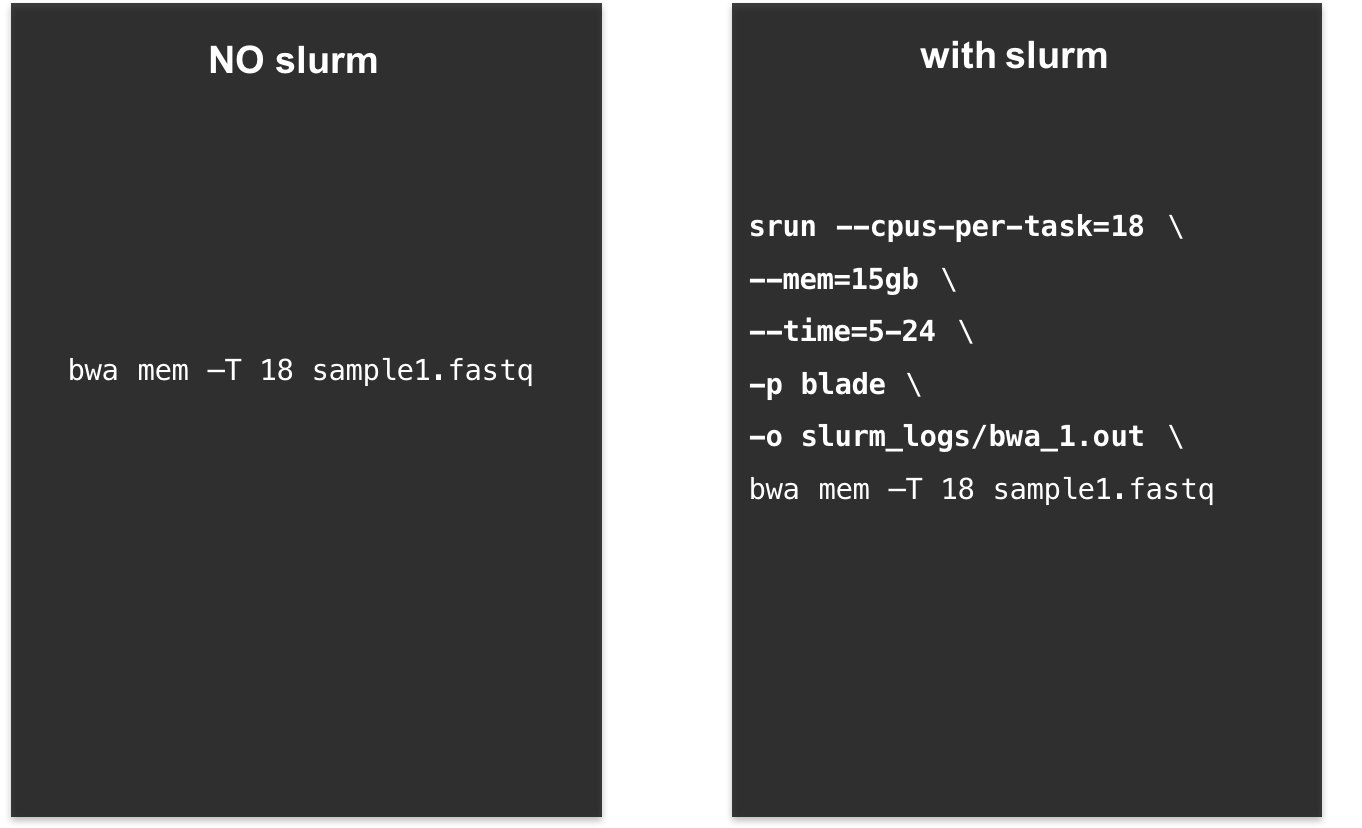 NO slurm
bwa mem –T 18 sample1.fastq
with slurm
srun --cpus-per-task=18 \
--mem=15gb \
--time=5-24 \
-p blade \
-o slurm_logs/bwa_1.out \
bwa mem –T 18 sample1.fastq